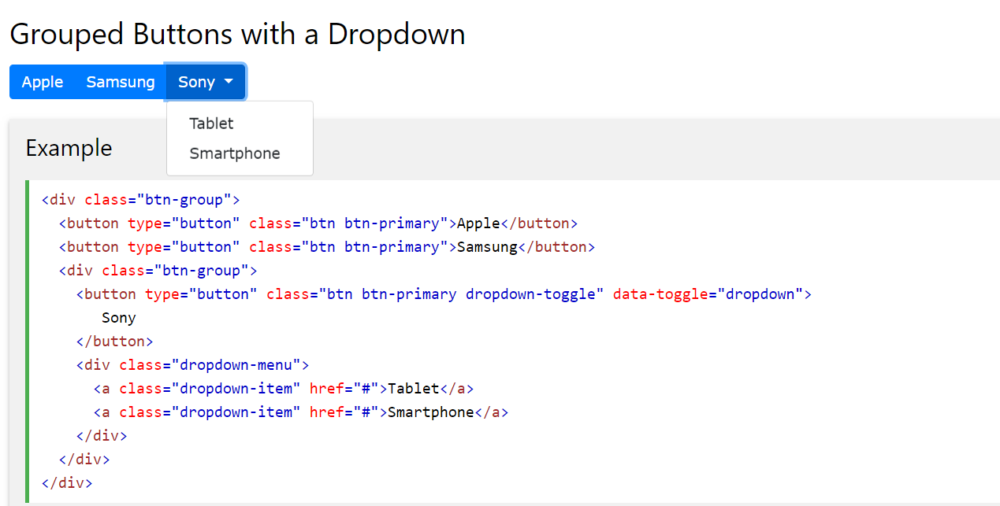 Grouped Buttons with a Dropdown
Apple Samsung Sony
Tablet
Smartphone
Example
<div class="btn-group">
  <button type="button" class="btn btn-primary">Apple</button>
  <button type="button" class="btn btn-primary">Samsung</button>
  <div class="btn-group">
    <button type="button" class="btn btn-primary dropdown-toggle" data-toggle="dropdown">
       Sony
    </button>
    <div class="dropdown-menu">
      <a class="dropdown-item" href="#">Tablet</a>
      <a class="dropdown-item" href="#">Smartphone</a>
    </div>
  </div>
</div>